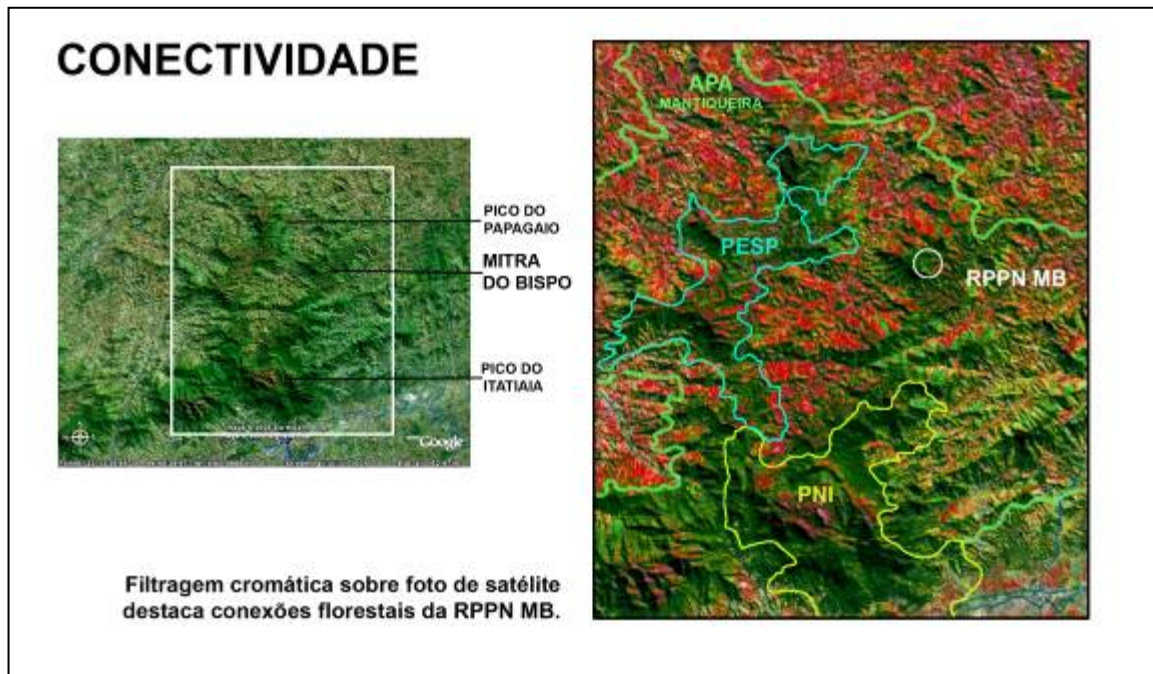 CONECTIVIDADE
PICO DO
PAPAGAIO
MITRA
DO BISPO
PICO DO
ITATIAIA
Google
Filtragem cromática sobre foto de satélite
destaca conexões florestais da RPPN MB.
APA
MANTIQUEIRA
PESP
RPPN MB
PNI